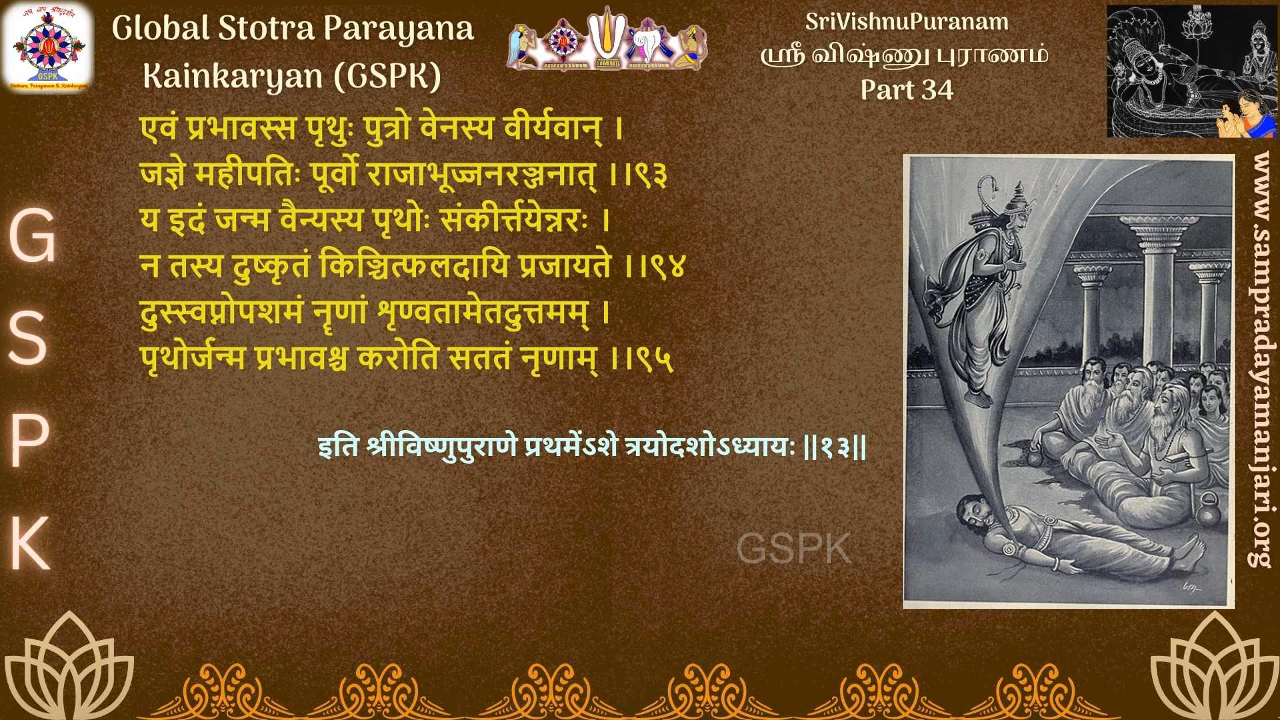 Global Stotra Parayana
Kainkaryan (GSPK)
SriVishnuPuranam
ஸ்ரீ விஷ்ணு புராணம்
Part 34
एवं प्रभावस्स पृथुः पुत्रो वेनस्य वीर्यवान् ।
जज्ञे महीपतिः पूर्वो राजाभूज्जनरञ्जनात् ।।९३
य इदं जन्म वैन्यस्य पृथोः संकीर्त्तयेन्नरः ।
न तस्य दुष्कृतं किञ्चित्फलदायि प्रजायते ।।९४
दुस्स्वप्नोपशमं नॄणां शृण्वतामेतदुत्तमम् ।
पृथोर्जन्म प्रभावश्च करोति सततं नृणाम् ।।९५
इति श्रीविष्णुपुराणे प्रथमेंऽशे त्रयोदशोऽध्यायः ||१३||
GSPK
GSPK
www.sampradayamanjari.org
GSPK